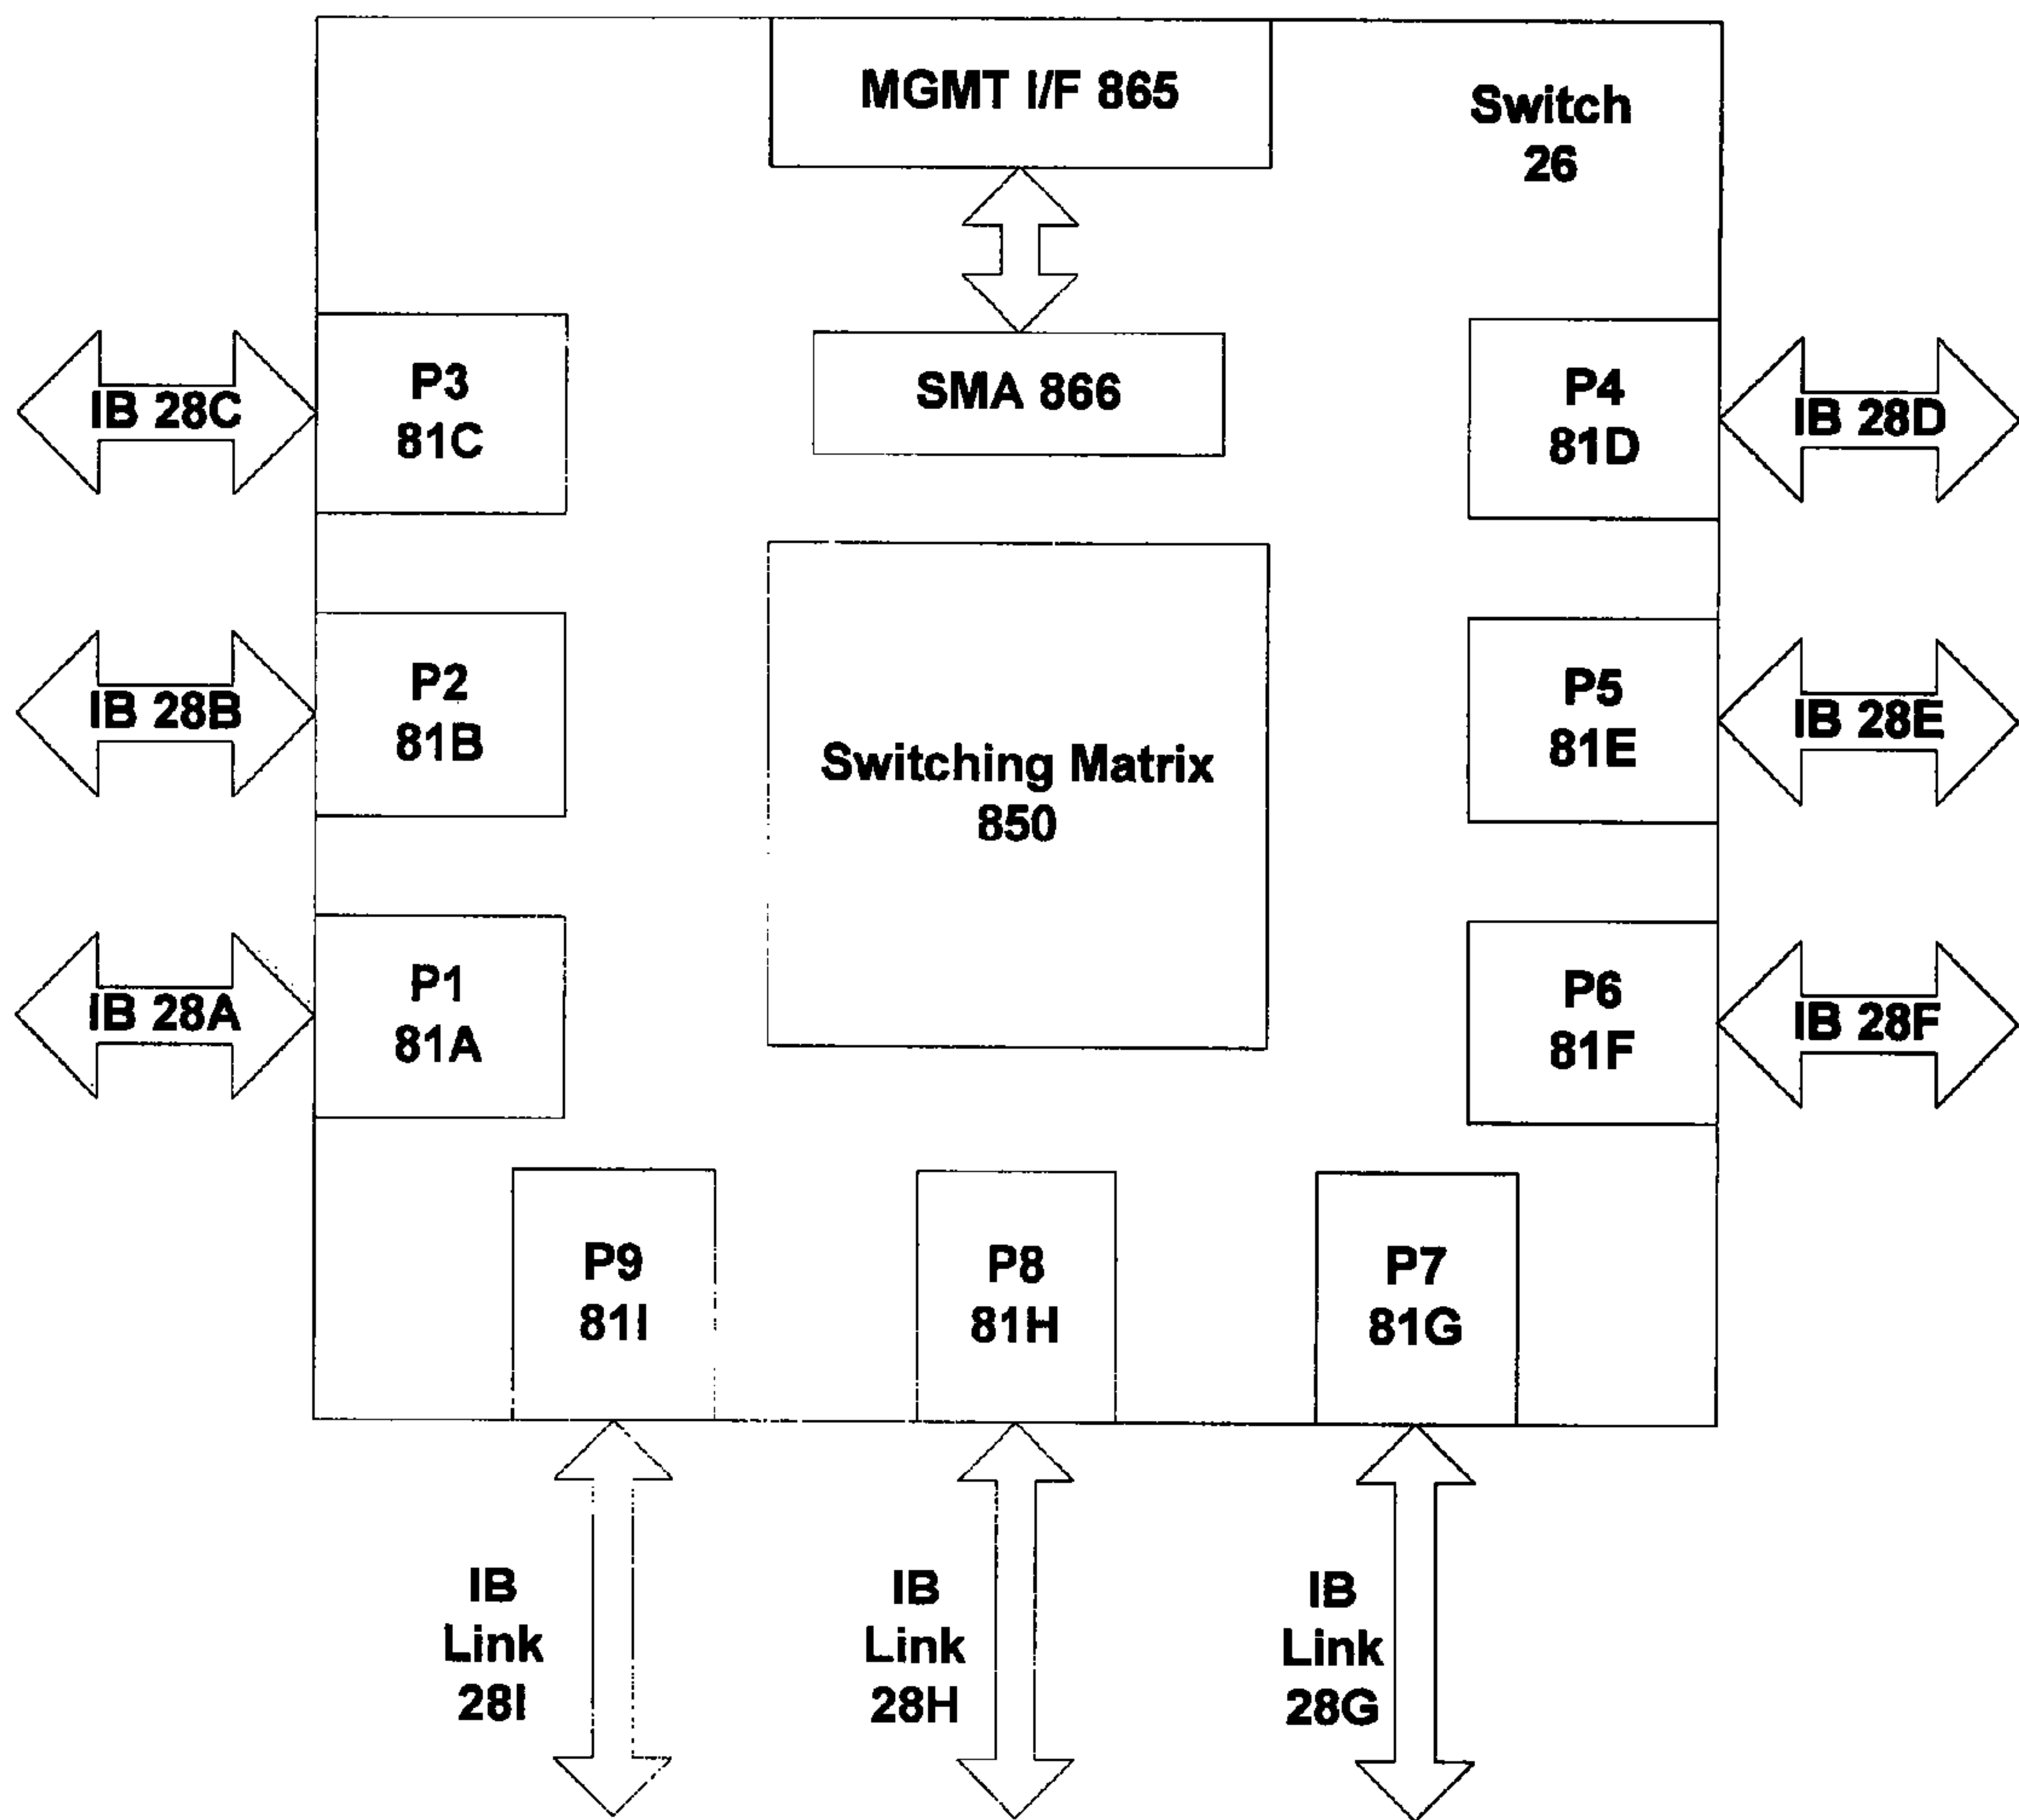 MGMT I/F 865
Switch
26
SMA 866
P3
81C
IB 28C
P4
81D
IB 28D
P2
81B
IB 28B
Switching Matrix
850
P5
81E
IB 28E
P1
81A
IB 28A
P6
81F
IB 28F
P9
81I
P8
81H
P7
81G
IB
Link
28I
IB
Link
28H
IB
Link
28G